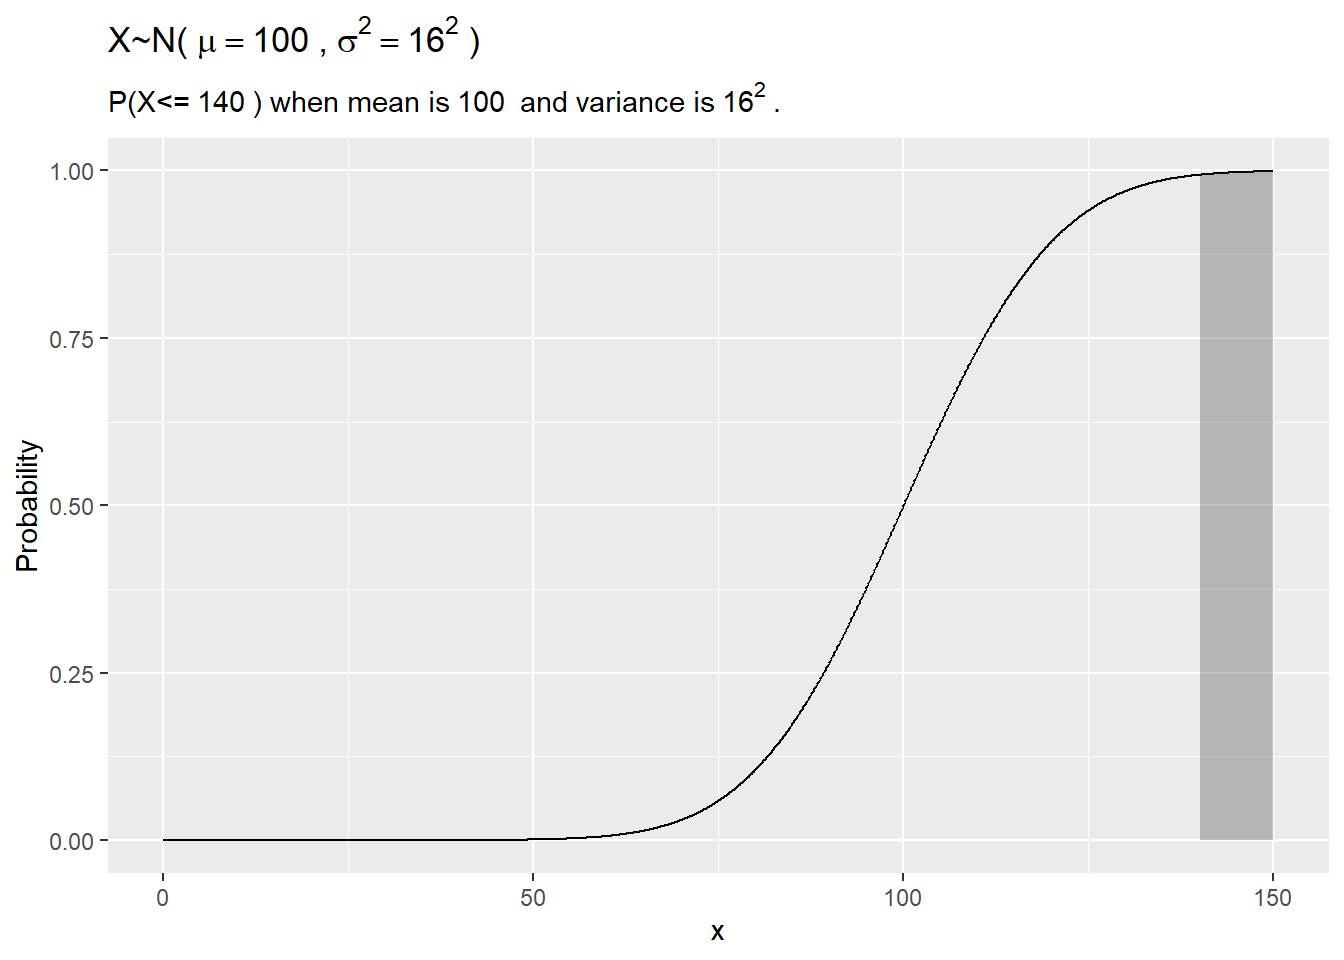 X~N( μ = 100 , σ² = 16² )
P(X<= 140 ) when mean is 100  and variance is 16² .
1.00
0.75
0.50
0.25
0.00
Probability
0 50 100 150
x